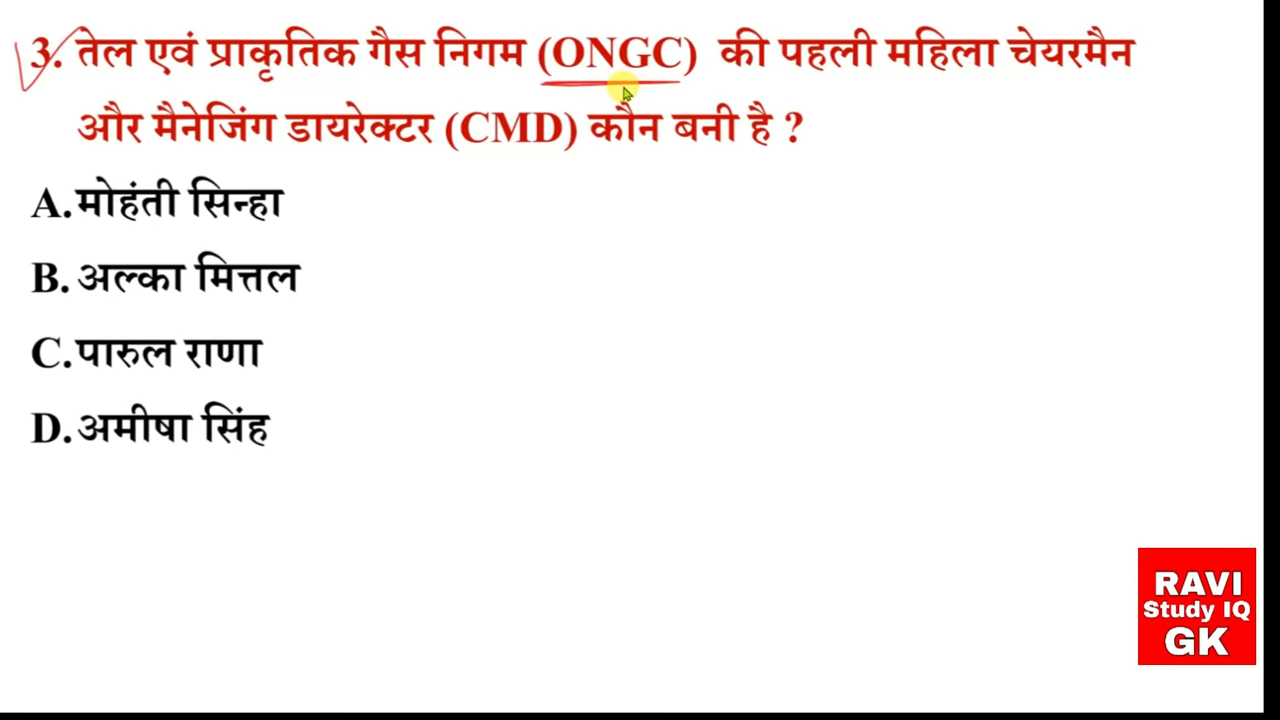 3. तेल एवं प्राकृतिक गैस निगम (ONGC) की पहली महिला चेयरमैन
और मैनेजिंग डायरेक्टर (CMD) कौन बनी है ?
A. मोहंती सिन्हा
B. अल्का मित्तल
C. पारुल राणा
D. अमीषा सिंह
RAVI
Study IQ
GK